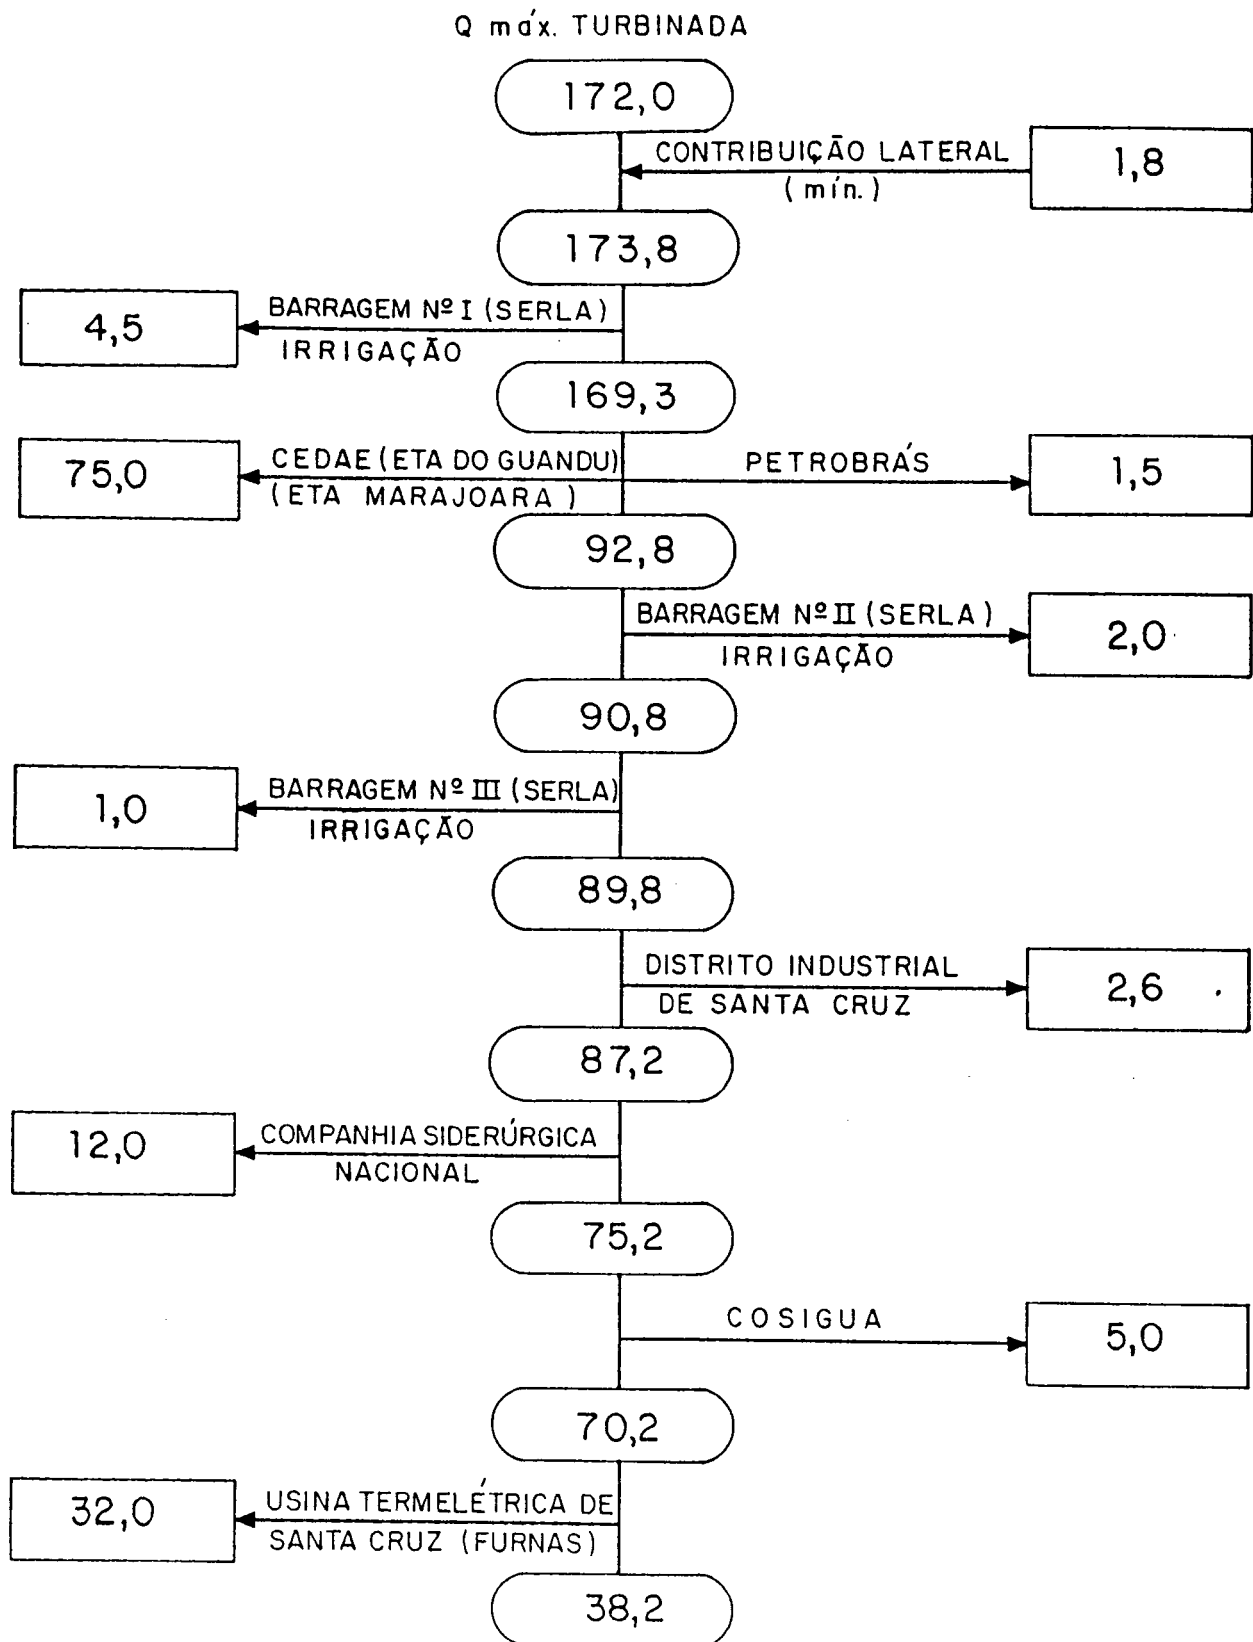 Q máx. TURBINADA
172,0
CONTRIBUIÇÃO LATERAL
(mín.)
1,8
173,8
BARRAGEM Nº I (SERLA)
IRRIGAÇÃO
4,5
169,3
CEDAE (ETA DO GUANDU)
(ETA MARAJOARA)
75,0
PETROBRÁS
1,5
92,8
BARRAGEM Nº II (SERLA)
IRRIGAÇÃO
2,0
90,8
BARRAGEM Nº III (SERLA)
IRRIGAÇÃO
1,0
89,8
DISTRITO INDUSTRIAL
DE SANTA CRUZ
2,6
87,2
COMPANHIA SIDERÚRGICA
NACIONAL
12,0
75,2
COSIGUA
5,0
70,2
USINA TERMELÉTRICA DE
SANTA CRUZ (FURNAS)
32,0
38,2